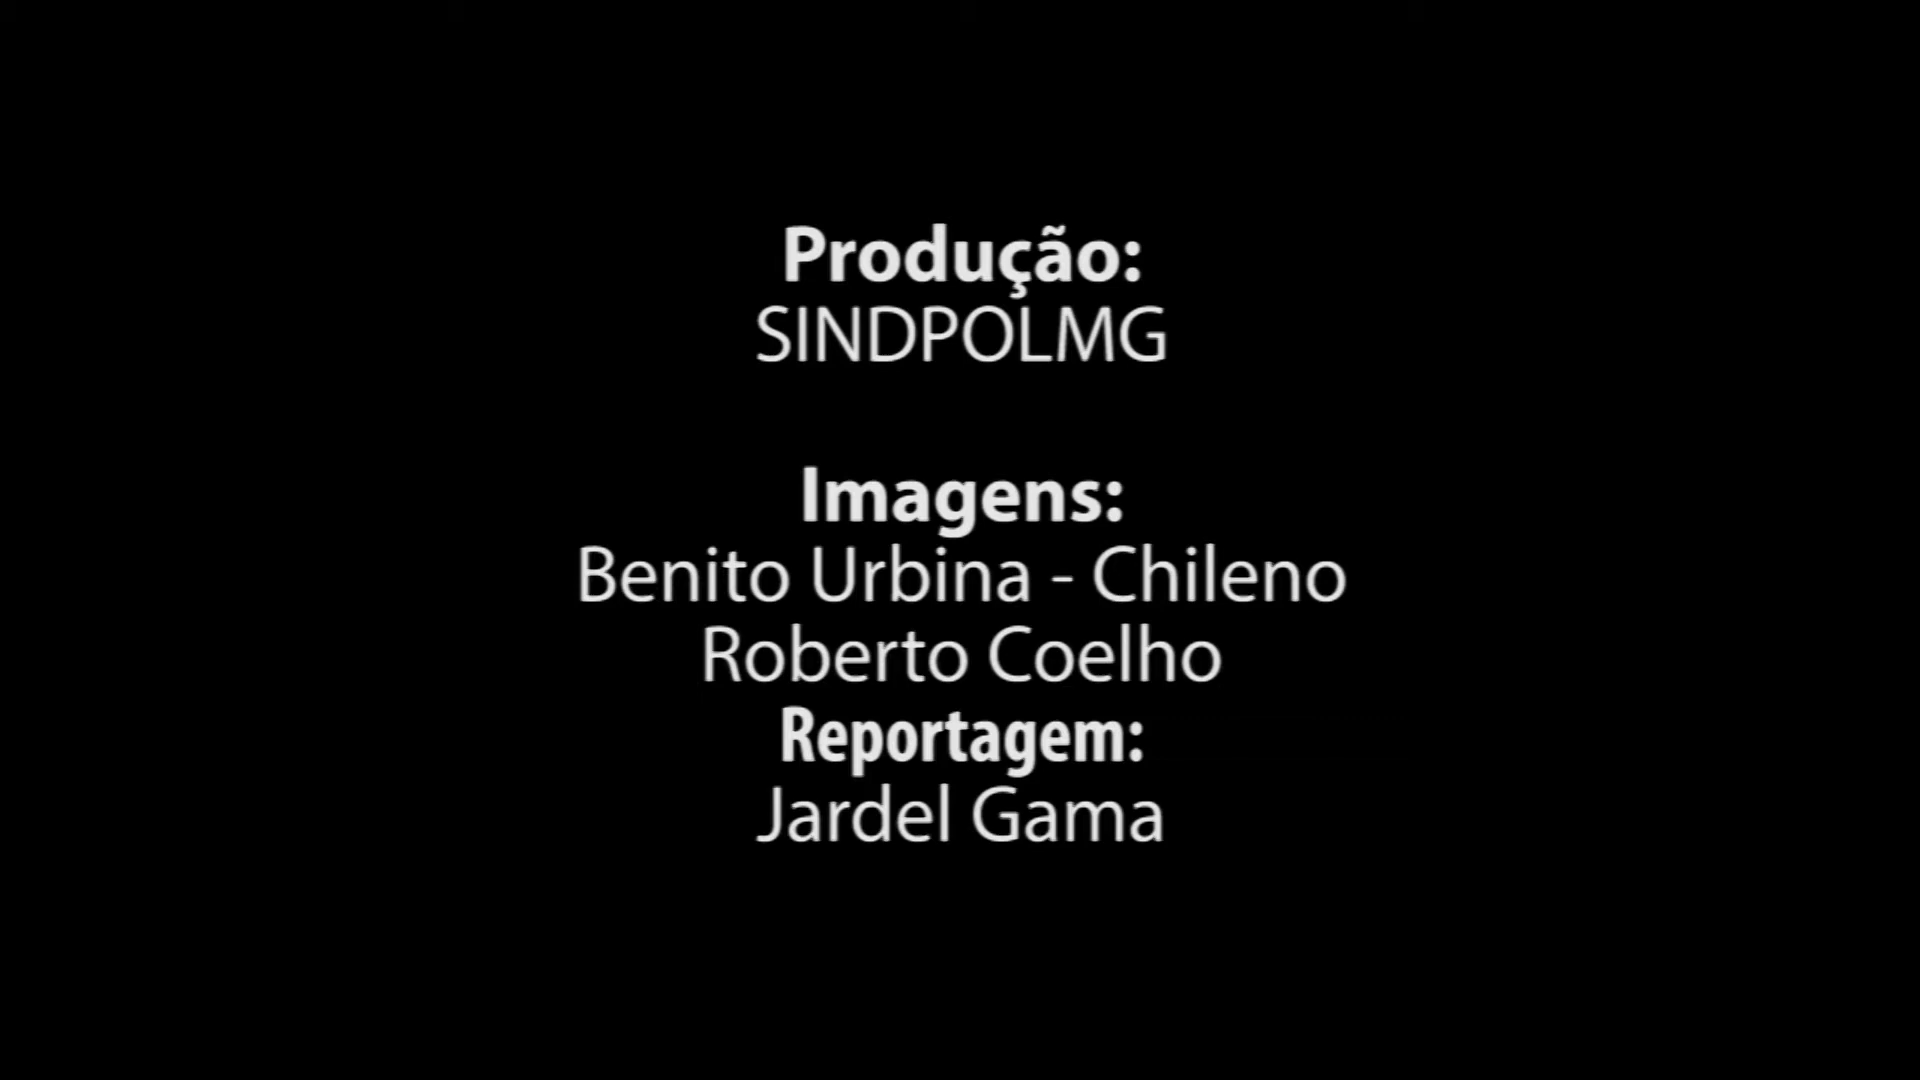 Produção:
SINDPOLMG
Imagens:
Benito Urbina - Chileno
Roberto Coelho
Reportagem:
Jardel Gama